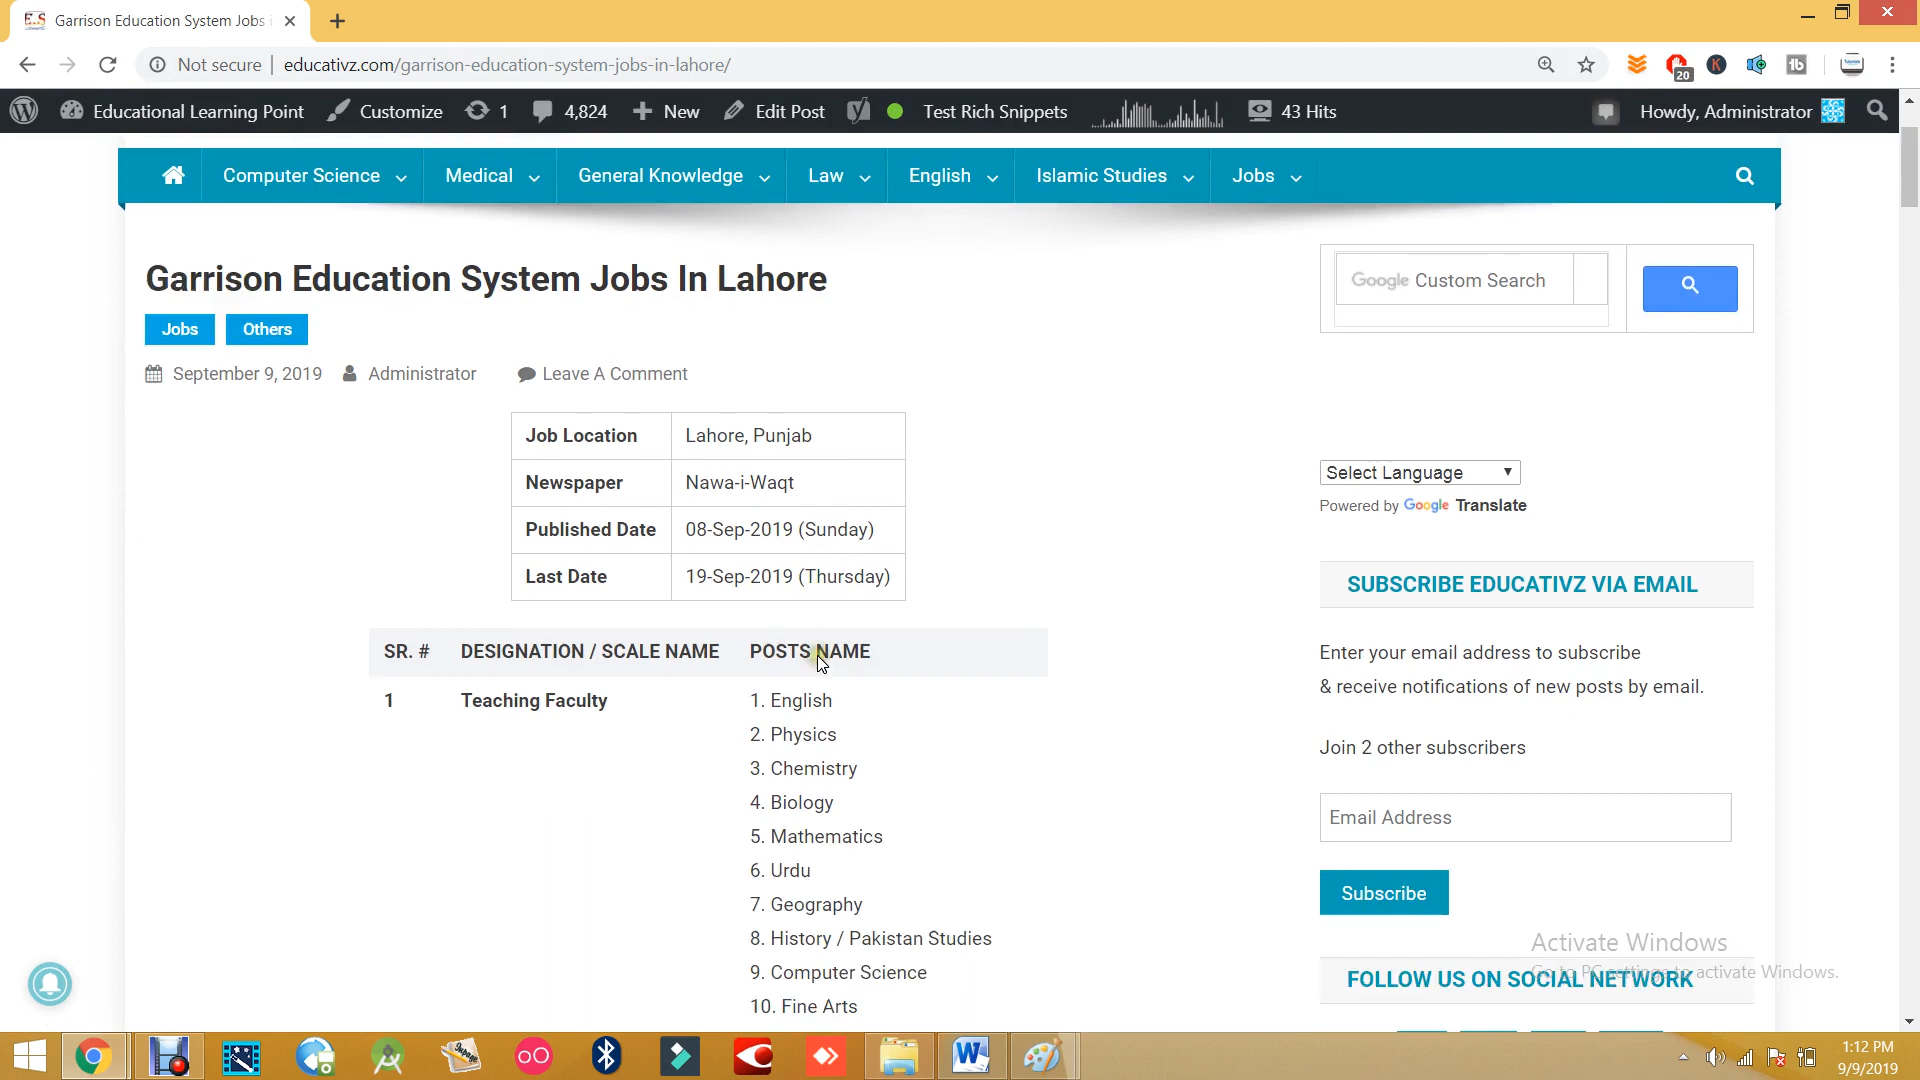 Garrison Education System Jobs i
Not secure | educativz.com/garrison-education-system-jobs-in-lahore/
20
K
Educational Learning Point Customize 1 4,824 New Edit Post Test Rich Snippets 43 Hits Howdy, Administrator
Computer Science Medical General Knowledge Law English Islamic Studies Jobs
Garrison Education System Jobs In Lahore
Jobs Others
September 9, 2019 Administrator Leave A Comment
Job Location Lahore, Punjab
Newspaper Nawa-i-Waqt
Published Date 08-Sep-2019 (Sunday)
Last Date 19-Sep-2019 (Thursday)
SR. # DESIGNATION / SCALE NAME POSTS NAME
1 Teaching Faculty 1. English
2. Physics
3. Chemistry
4. Biology
5. Mathematics
6. Urdu
7. Geography
8. History / Pakistan Studies
9. Computer Science
10. Fine Arts
Google Custom Search
Select Language
Powered by Google Translate
SUBSCRIBE EDUCATIVZ VIA EMAIL
Enter your email address to subscribe
& receive notifications of new posts by email.
Join 2 other subscribers
Email Address
Subscribe
Activate Windows
Go to PC settings to activate Windows.
FOLLOW US ON SOCIAL NETWORK
1:12 PM
9/9/2019